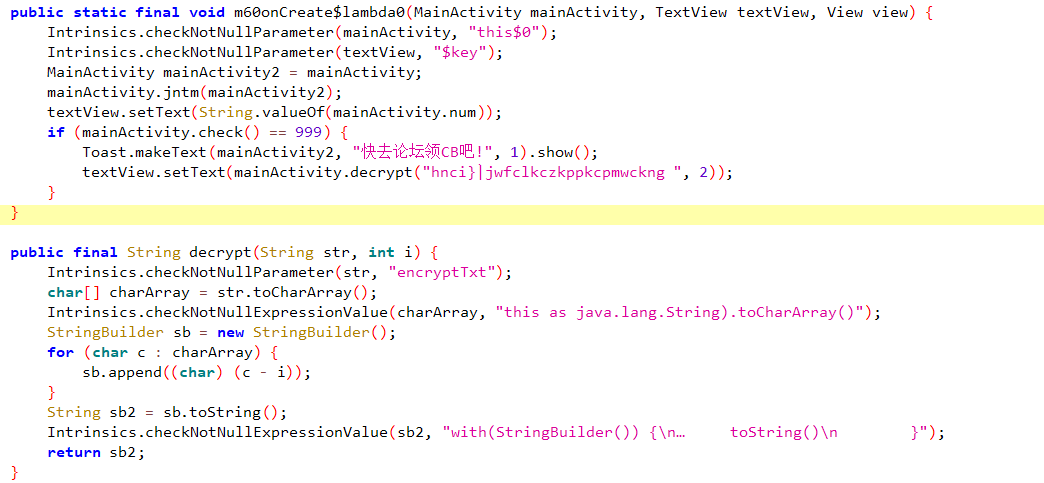 public static final void m60onCreate$lambda0(MainActivity mainActivity, TextView textView, View view) {
    Intrinsics.checkNotNullParameter(mainActivity, "this$0");
    Intrinsics.checkNotNullParameter(textView, "$key");
    MainActivity mainActivity2 = mainActivity;
    mainActivity.jntm(mainActivity2);
    textView.setText(String.valueOf(mainActivity.num));
    if (mainActivity.check() == 999) {
        Toast.makeText(mainActivity2, "快去论坛领CB吧!", 1).show();
        textView.setText(mainActivity.decrypt("hnci}|jwfclkczkppkcpmwckng ", 2));
    }
}

public final String decrypt(String str, int i) {
    Intrinsics.checkNotNullParameter(str, "encryptTxt");
    char[] charArray = str.toCharArray();
    Intrinsics.checkNotNullExpressionValue(charArray, "this as java.lang.String).toCharArray()");
    StringBuilder sb = new StringBuilder();
    for (char c : charArray) {
        sb.append((char) (c - i));
    }
    String sb2 = sb.toString();
    Intrinsics.checkNotNullExpressionValue(sb2, "with(StringBuilder()) {\n…     toString()\n        }");
    return sb2;
}